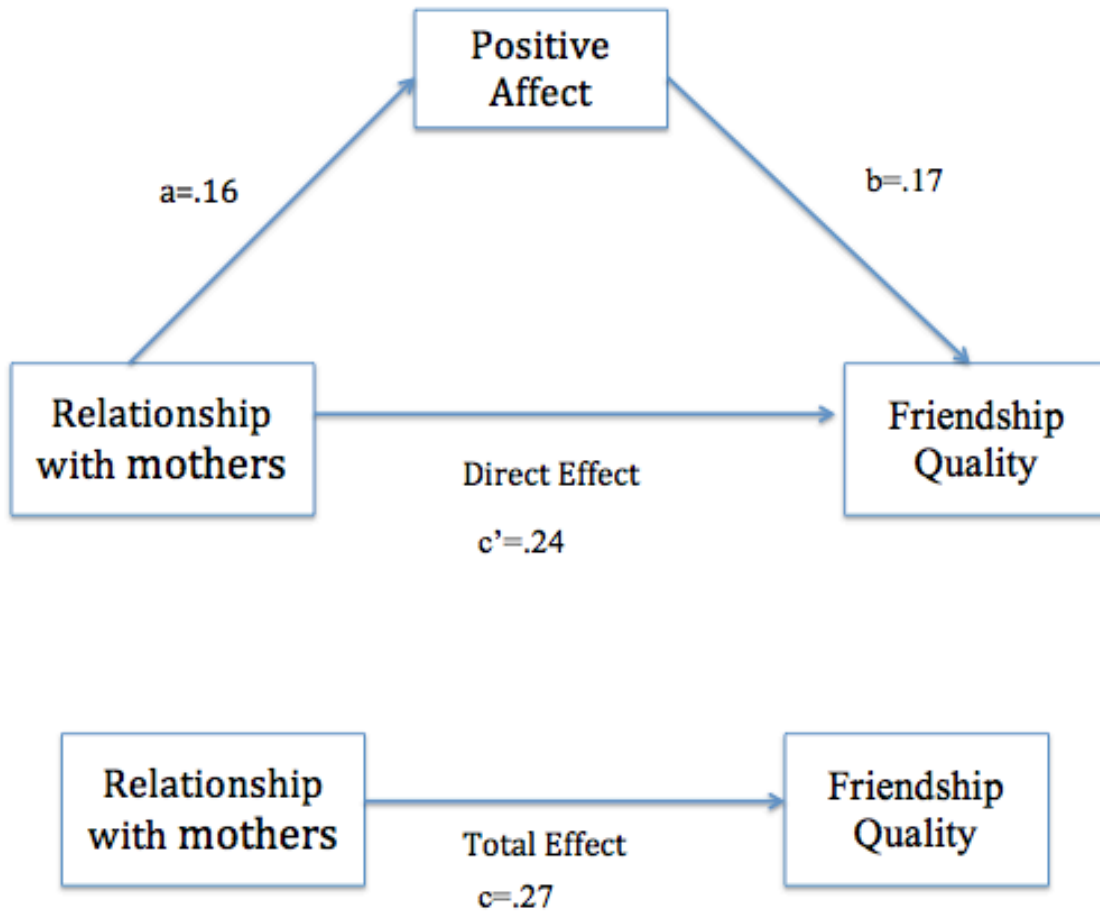 Positive
Affect
a=.16
b=.17
Relationship
with mothers
Friendship
Quality
Direct Effect
c’=.24
Relationship
with mothers
Friendship
Quality
Total Effect
c=.27